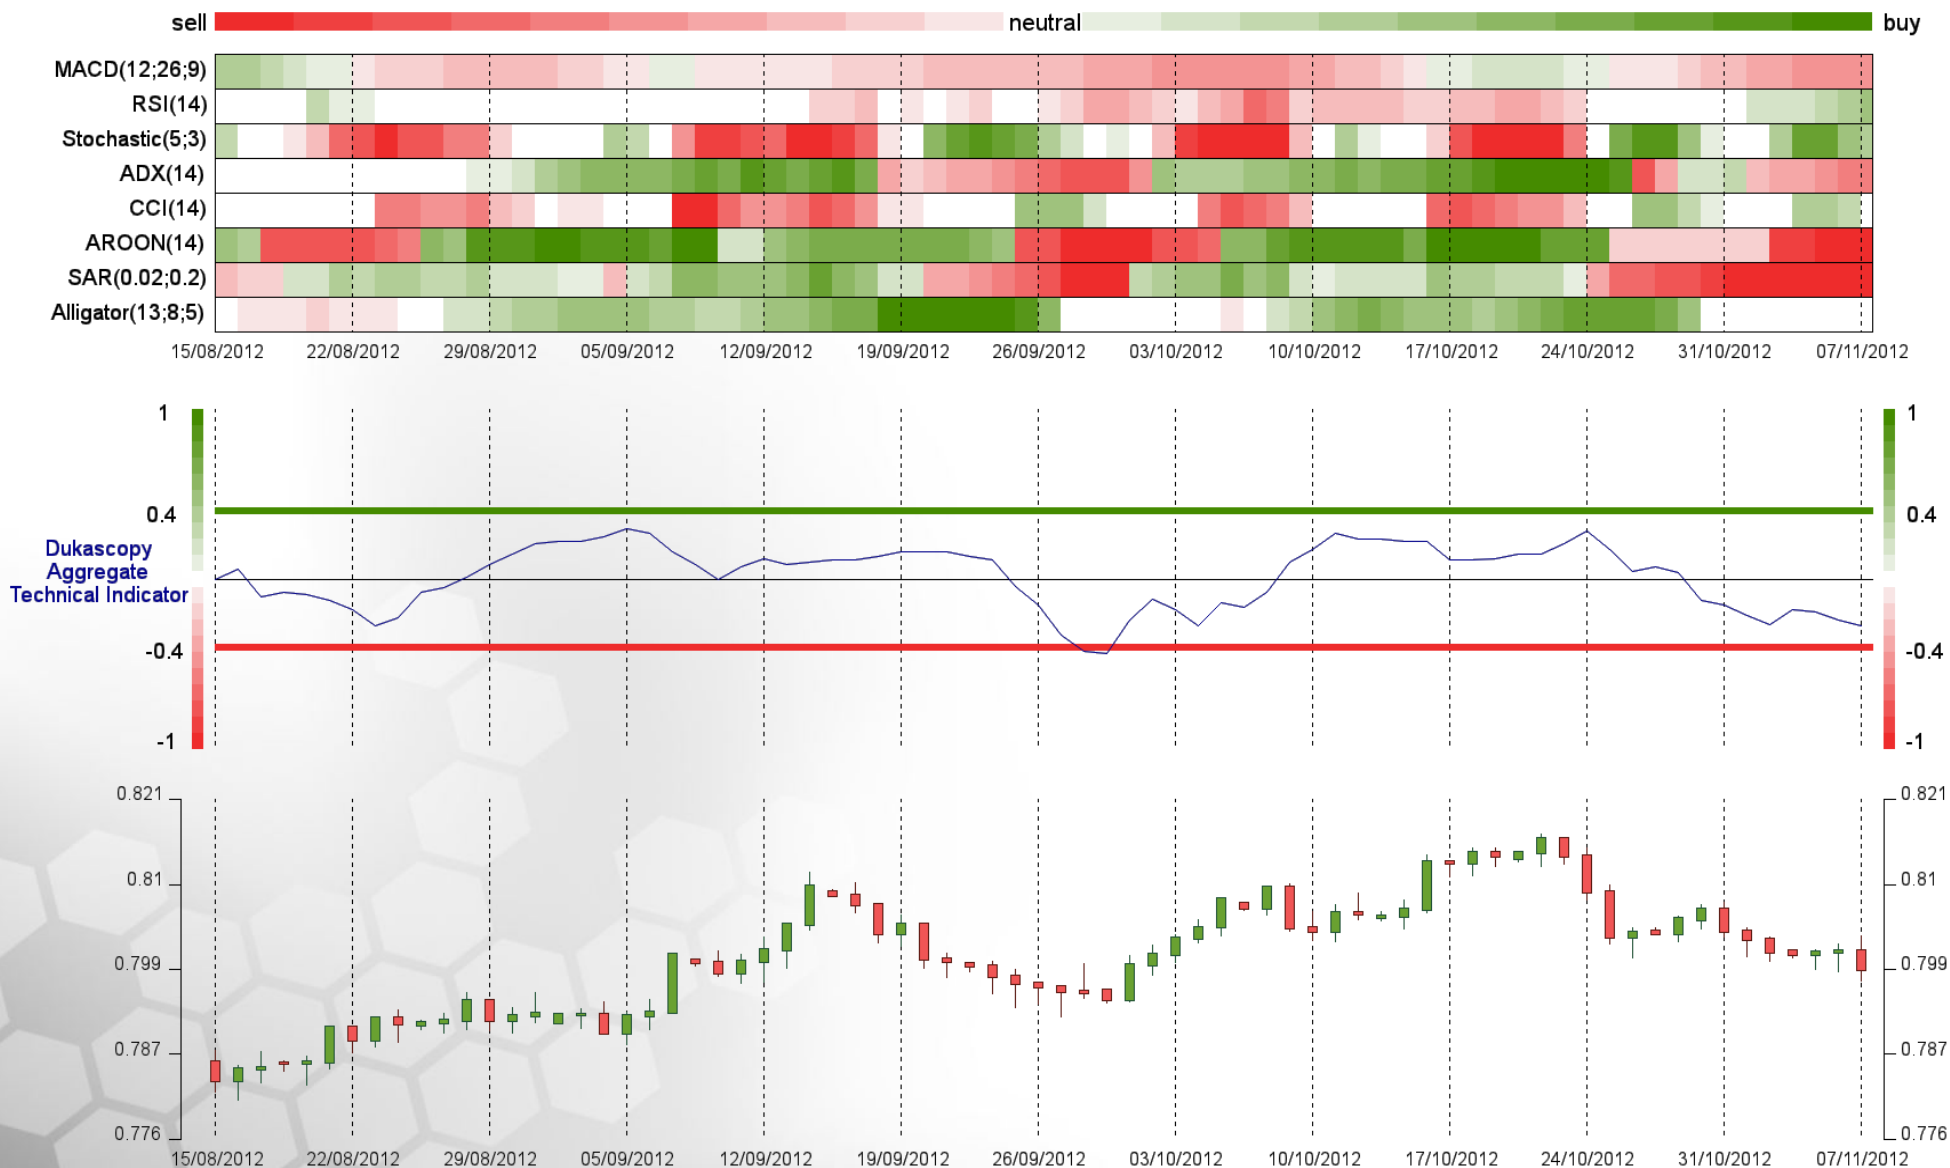 sell neutral buy
MACD(12;26;9)
RSI(14)
Stochastic(5;3)
ADX(14)
CCI(14)
AROON(14)
SAR(0.02;0.2)
Alligator(13;8;5)
15/08/2012 22/08/2012 29/08/2012 05/09/2012 12/09/2012 19/09/2012 26/09/2012 03/10/2012 10/10/2012 17/10/2012 24/10/2012 31/10/2012 07/11/2012
1 1
0.4 0.4
Dukascopy
Aggregate
Technical Indicator
-0.4 -0.4
-1 -1
0.821 0.821
0.81 0.81
0.799 0.799
0.787 0.787
0.776 0.776
15/08/2012 22/08/2012 29/08/2012 05/09/2012 12/09/2012 19/09/2012 26/09/2012 03/10/2012 10/10/2012 17/10/2012 24/10/2012 31/10/2012 07/11/2012